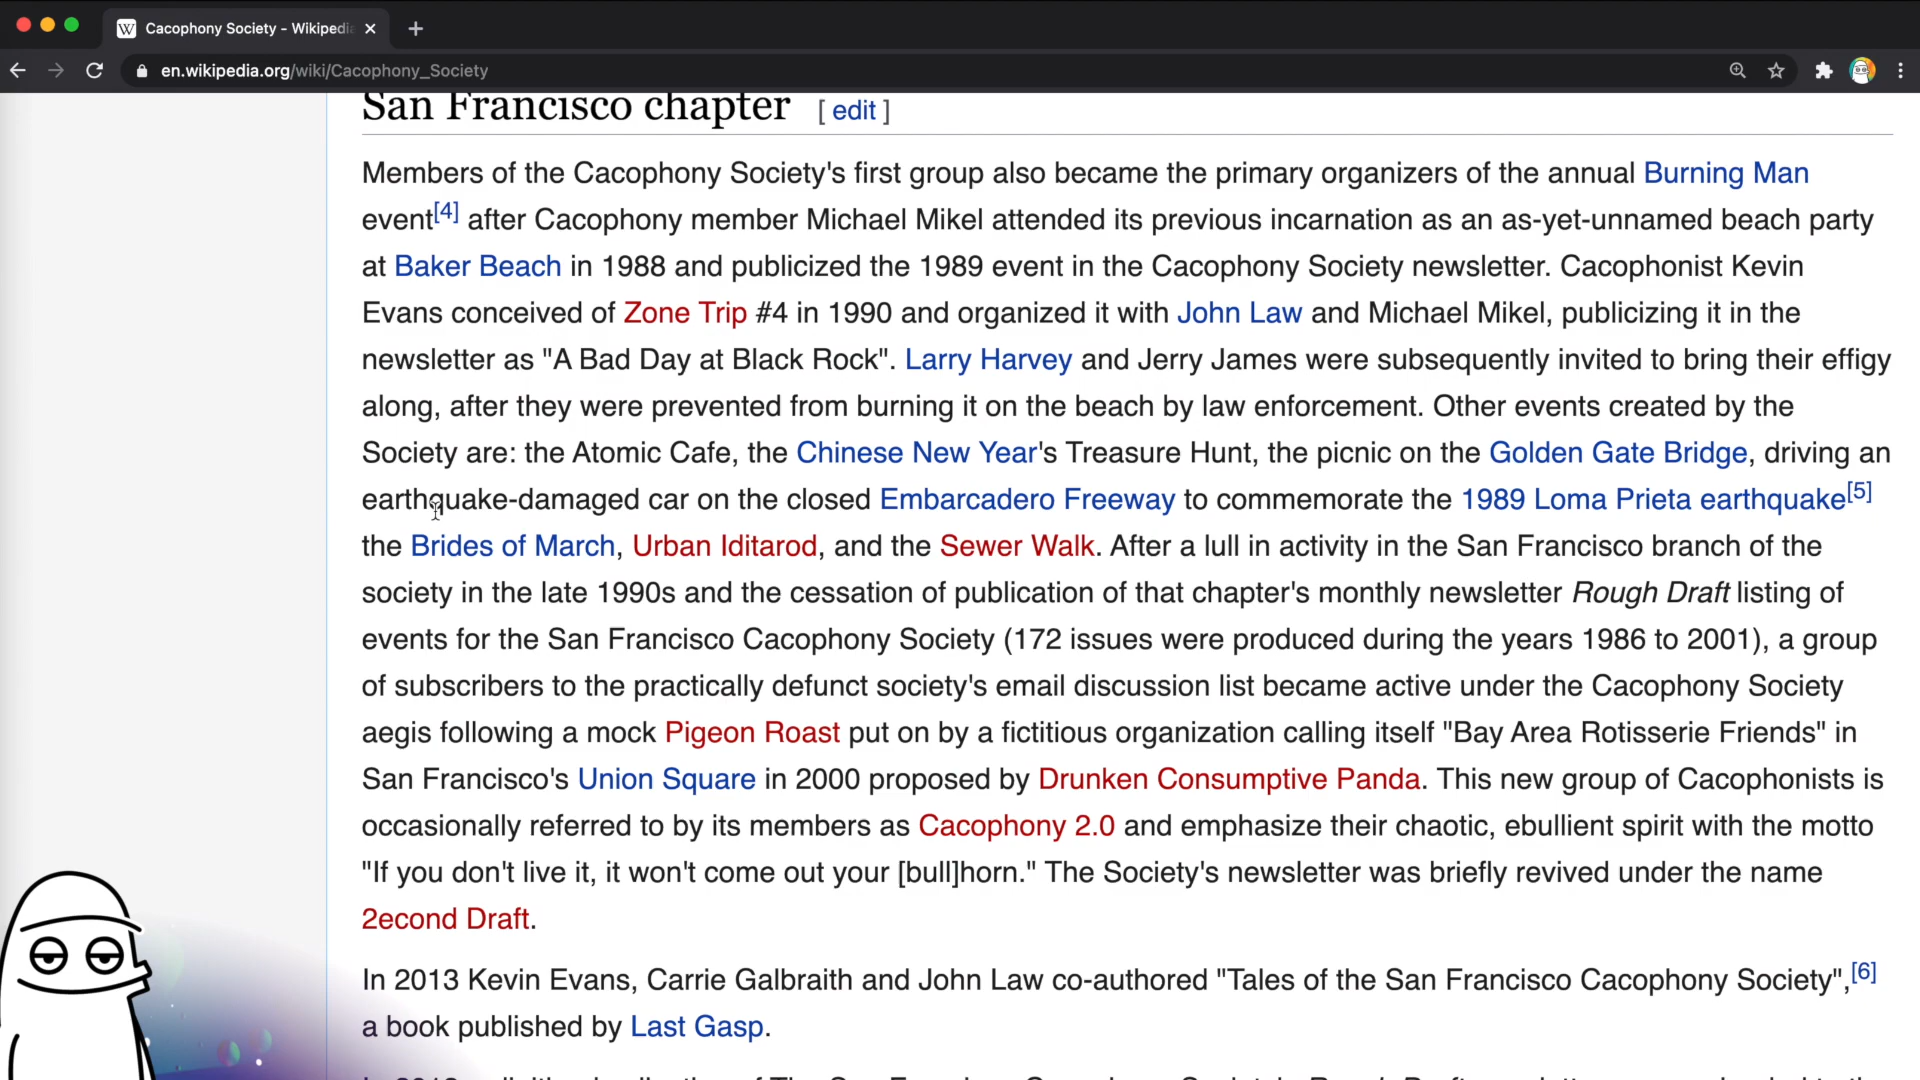 Cacophony Society - Wikipedia
en.wikipedia.org/wiki/Cacophony_Society
San Francisco chapter [ edit ]
Members of the Cacophony Society's first group also became the primary organizers of the annual Burning Man
event[4] after Cacophony member Michael Mikel attended its previous incarnation as an as-yet-unnamed beach party
at Baker Beach in 1988 and publicized the 1989 event in the Cacophony Society newsletter. Cacophonist Kevin
Evans conceived of Zone Trip #4 in 1990 and organized it with John Law and Michael Mikel, publicizing it in the
newsletter as "A Bad Day at Black Rock". Larry Harvey and Jerry James were subsequently invited to bring their effigy
along, after they were prevented from burning it on the beach by law enforcement. Other events created by the
Society are: the Atomic Cafe, the Chinese New Year's Treasure Hunt, the picnic on the Golden Gate Bridge, driving an
earthquake-damaged car on the closed Embarcadero Freeway to commemorate the 1989 Loma Prieta earthquake[5]
the Brides of March, Urban Iditarod, and the Sewer Walk. After a lull in activity in the San Francisco branch of the
society in the late 1990s and the cessation of publication of that chapter's monthly newsletter Rough Draft listing of
events for the San Francisco Cacophony Society (172 issues were produced during the years 1986 to 2001), a group
of subscribers to the practically defunct society's email discussion list became active under the Cacophony Society
aegis following a mock Pigeon Roast put on by a fictitious organization calling itself "Bay Area Rotisserie Friends" in
San Francisco's Union Square in 2000 proposed by Drunken Consumptive Panda. This new group of Cacophonists is
occasionally referred to by its members as Cacophony 2.0 and emphasize their chaotic, ebullient spirit with the motto
"If you don't live it, it won't come out your [bull]horn." The Society's newsletter was briefly revived under the name
2econd Draft.
In 2013 Kevin Evans, Carrie Galbraith and John Law co-authored "Tales of the San Francisco Cacophony Society",[6]
a book published by Last Gasp.